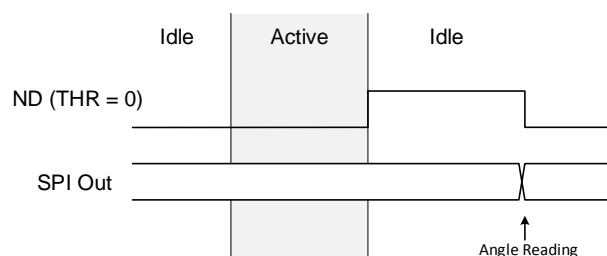 Idle Active Idle
ND (THR = 0)
SPI Out
Angle Reading